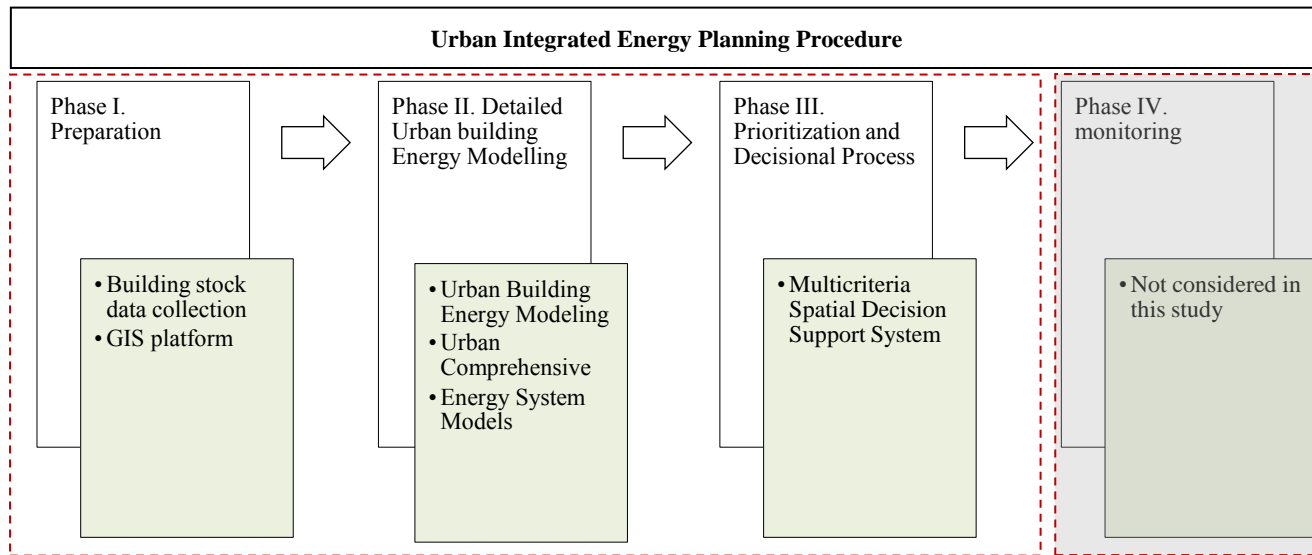 Urban Integrated Energy Planning Procedure
Phase I.
Preparation
• Building stock
data collection
• GIS platform
Phase II. Detailed
Urban building
Energy Modelling
• Urban Building
Energy Modeling
• Urban
Comprehensive
• Energy System
Models
Phase III.
Prioritization and
Decisional Process
• Multicriteria
Spatial Decision
Support System
Phase IV.
monitoring
• Not considered in
this study